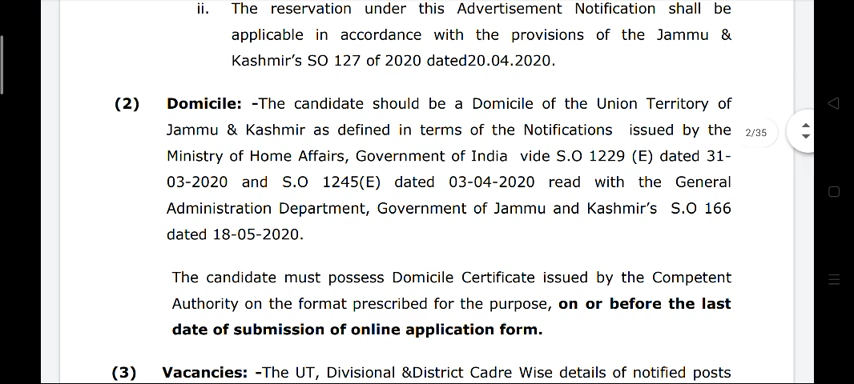 ii. The reservation under this Advertisement Notification shall be
applicable in accordance with the provisions of the Jammu &
Kashmir's SO 127 of 2020 dated20.04.2020.
(2) Domicile: -The candidate should be a Domicile of the Union Territory of
Jammu & Kashmir as defined in terms of the Notifications issued by the
Ministry of Home Affairs, Government of India vide S.O 1229 (E) dated 31-
03-2020 and S.O 1245(E) dated 03-04-2020 read with the General
Administration Department, Government of Jammu and Kashmir's S.O 166
dated 18-05-2020.
2/35
The candidate must possess Domicile Certificate issued by the Competent
Authority on the format prescribed for the purpose, on or before the last
date of submission of online application form.
(3) Vacancies: -The UT, Divisional &District Cadre Wise details of notified posts